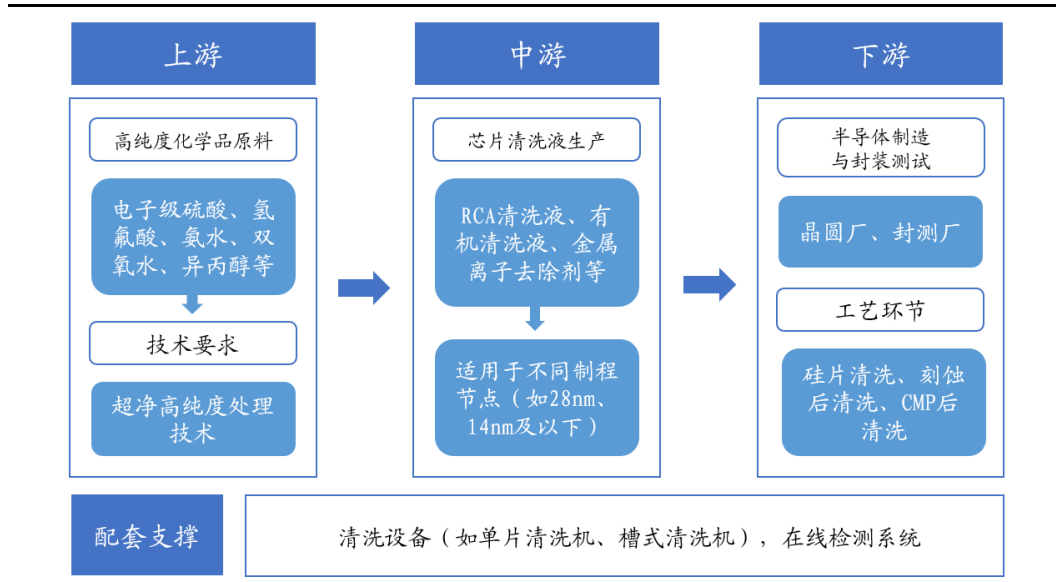 上游
高纯度化学品原料
电子级硫酸、氢
氟酸、氨水、双
氧水、异丙醇等
技术要求
超净高纯度处理
技术
中游
芯片清洗液生产
RCA清洗液、有
机清洗液、金属
离子去除剂等
适用于不同制程
节点（如28nm、
14nm及以下）
下游
半导体制造
与封装测试
晶圆厂、封测厂
工艺环节
硅片清洗、刻蚀
后清洗、CMP后
清洗
配套支撑
清洗设备（如单片清洗机、槽式清洗机），在线检测系统